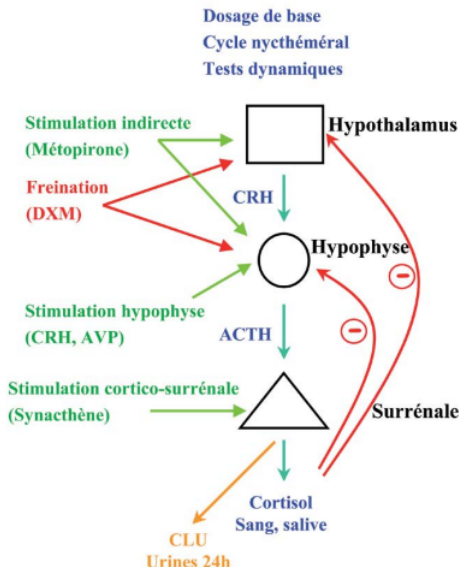 Dosage de base
Cycle nycthéméral
Tests dynamiques
Stimulation indirecte
(Métopirone)
Hypothalamus
Freination
(DXM)
CRH
Hypophyse
Stimulation hypophyse
(CRH, AVP)
ACTH
Stimulation cortico-surrénale
(Synacthène)
Surrénale
Cortisol
Sang, salive
CLU
Urines 24h